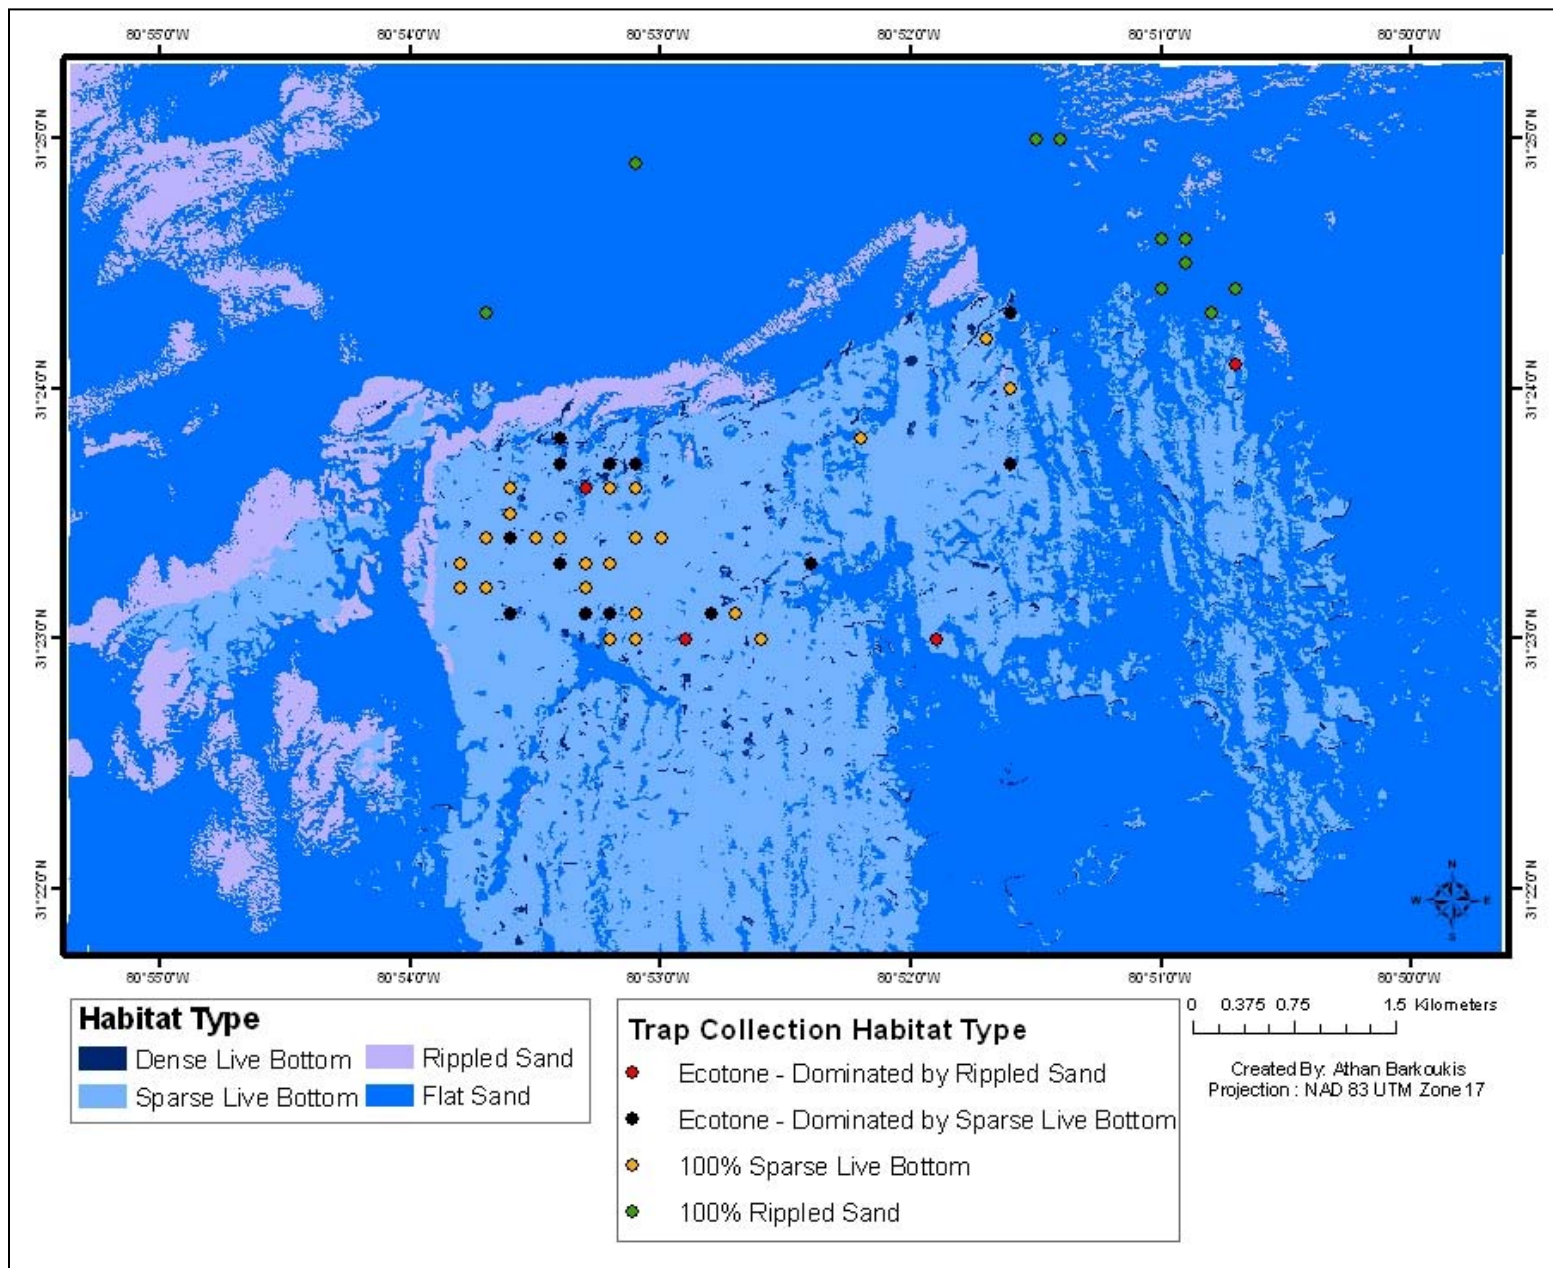 80°55'0"W 80°54'0"W 80°53'0"W 80°52'0"W 80°51'0"W 80°50'0"W
31°25'0"N 31°25'0"N
31°24'0"N 31°24'0"N
31°23'0"N 31°23'0"N
31°22'0"N 31°22'0"N
N
W E
S
80°55'0"W 80°54'0"W 80°53'0"W 80°52'0"W 80°51'0"W 80°50'0"W
Habitat Type
Dense Live Bottom Rippled Sand
Sparse Live Bottom Flat Sand
Trap Collection Habitat Type
Ecotone - Dominated by Rippled Sand
Ecotone - Dominated by Sparse Live Bottom
100% Sparse Live Bottom
100% Rippled Sand
0 0.375 0.75 1.5 Kilometers
Created By: Athan Barkoukis
Projection : NAD 83 UTM Zone 17